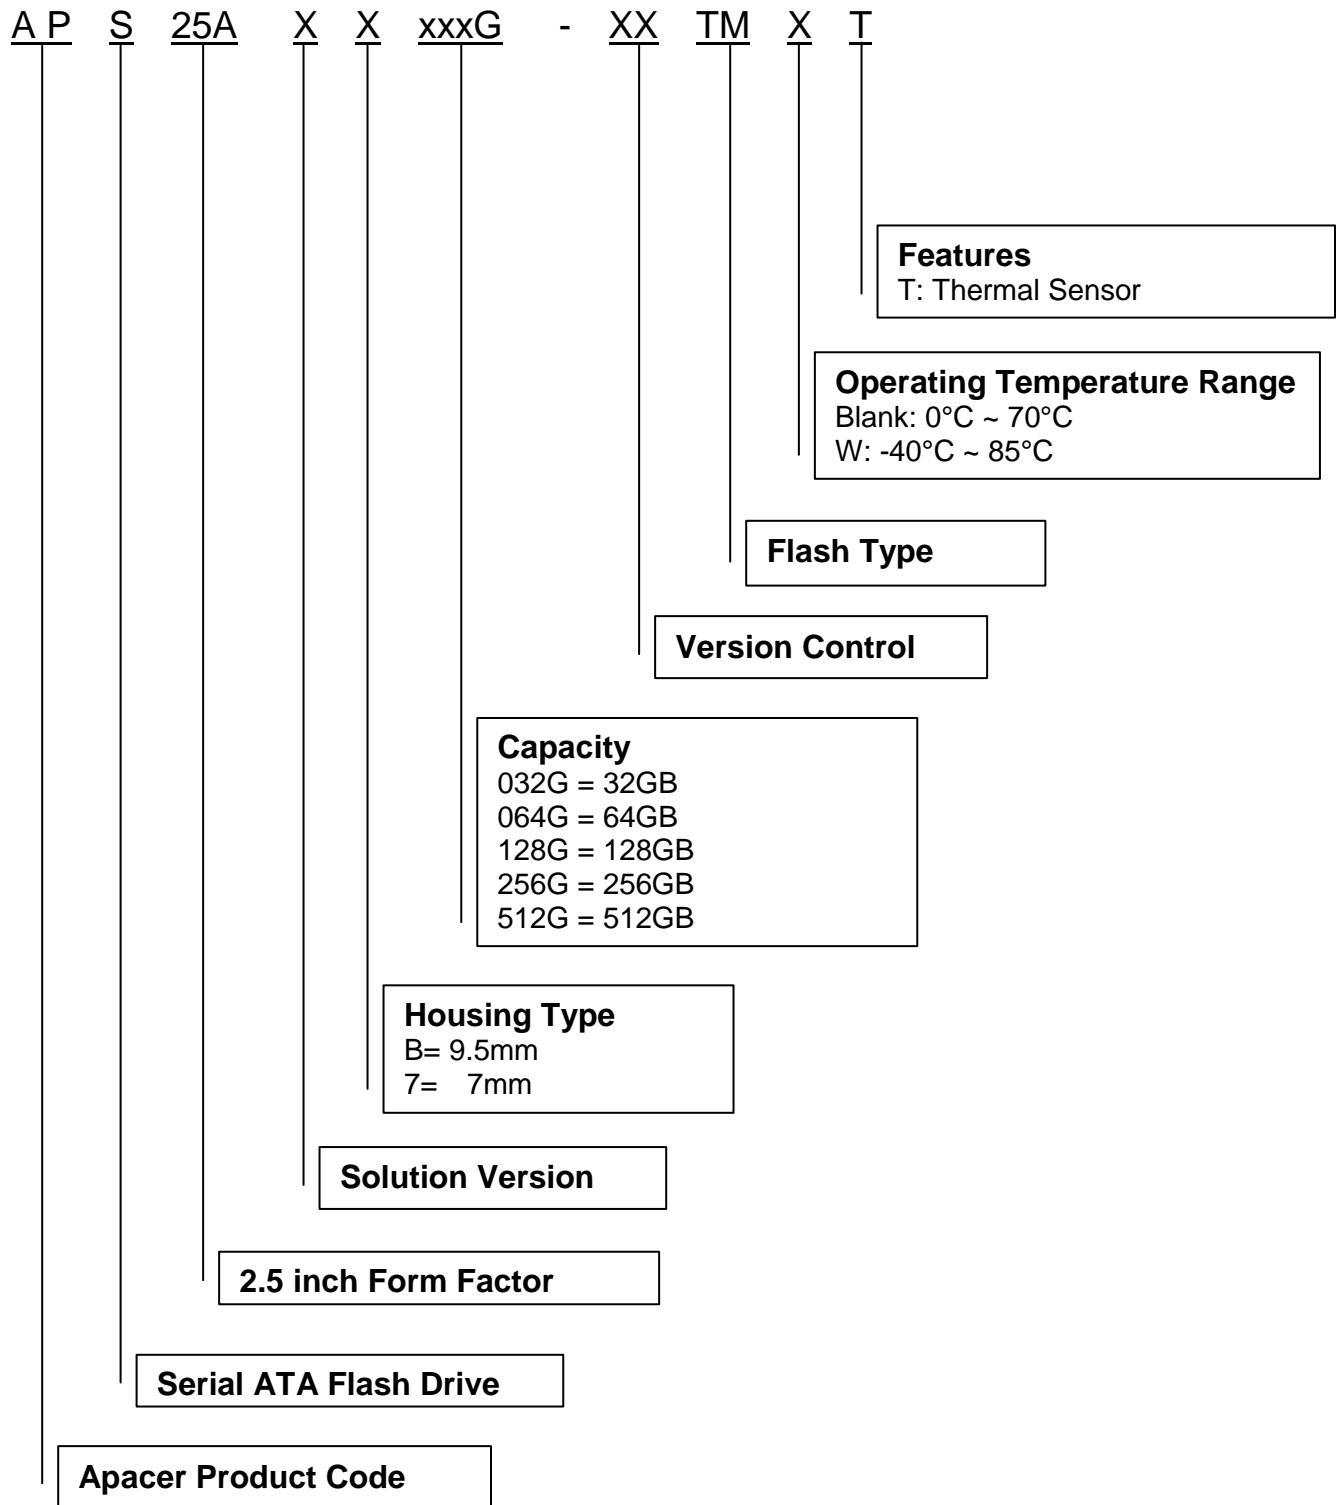 A P S 25A X X xxxG - XX TM X T
Features
T: Thermal Sensor
Operating Temperature Range
Blank: 0°C ~ 70°C
W: -40°C ~ 85°C
Flash Type
Version Control
Capacity
032G = 32GB
064G = 64GB
128G = 128GB
256G = 256GB
512G = 512GB
Housing Type
B= 9.5mm
7= 7mm
Solution Version
2.5 inch Form Factor
Serial ATA Flash Drive
Apacer Product Code